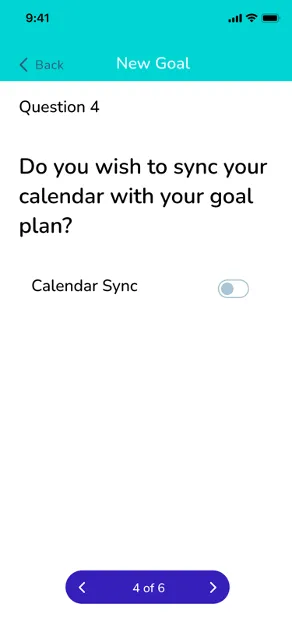 9:41
Back
New Goal
Question 4
Do you wish to sync your
calendar with your goal
plan?
Calendar Sync
4 of 6